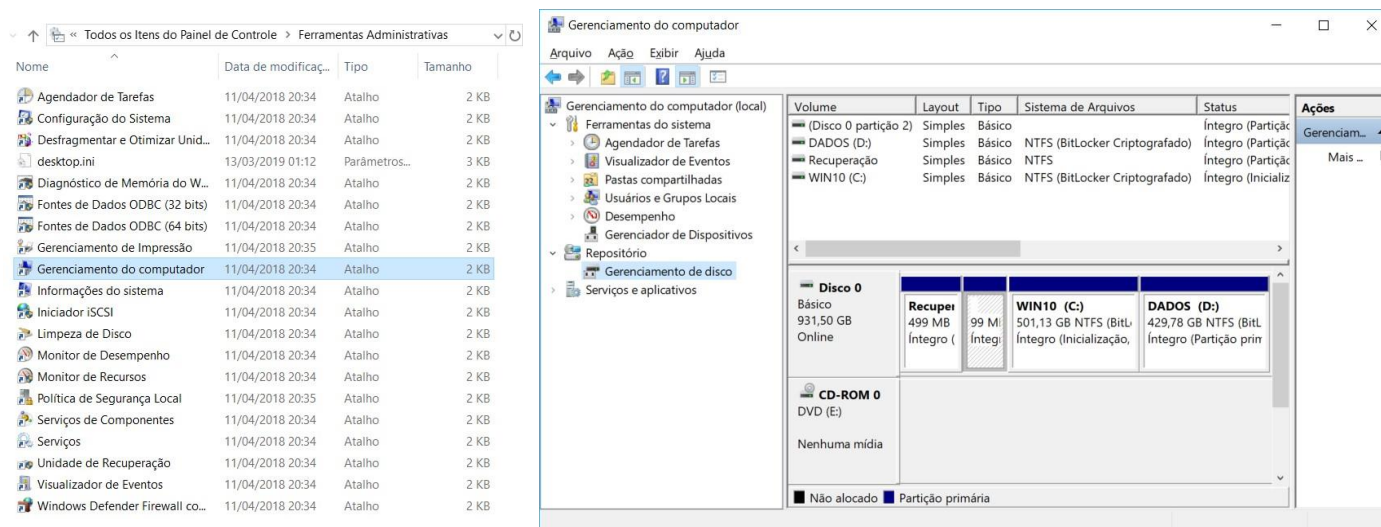 « Todos os Itens do Painel de Controle > Ferramentas Administrativas
Nome Data de modificaç... Tipo Tamanho
Agendador de Tarefas 11/04/2018 20:34 Atalho 2 KB
Configuração do Sistema 11/04/2018 20:34 Atalho 2 KB
Desfragmentar e Otimizar Unid... 11/04/2018 20:34 Atalho 2 KB
desktop.ini 13/03/2019 01:12 Parâmetros... 3 KB
Diagnóstico de Memória do W... 11/04/2018 20:34 Atalho 2 KB
Fontes de Dados ODBC (32 bits) 11/04/2018 20:34 Atalho 2 KB
Fontes de Dados ODBC (64 bits) 11/04/2018 20:34 Atalho 2 KB
Gerenciamento de Impressão 11/04/2018 20:35 Atalho 2 KB
Gerenciamento do computador 11/04/2018 20:34 Atalho 2 KB
Informações do sistema 11/04/2018 20:34 Atalho 2 KB
Iniciador iSCSI 11/04/2018 20:34 Atalho 2 KB
Limpeza de Disco 11/04/2018 20:34 Atalho 2 KB
Monitor de Desempenho 11/04/2018 20:34 Atalho 2 KB
Monitor de Recursos 11/04/2018 20:34 Atalho 2 KB
Política de Segurança Local 11/04/2018 20:35 Atalho 2 KB
Serviços de Componentes 11/04/2018 20:34 Atalho 2 KB
Serviços 11/04/2018 20:34 Atalho 2 KB
Unidade de Recuperação 11/04/2018 20:34 Atalho 2 KB
Visualizador de Eventos 11/04/2018 20:34 Atalho 2 KB
Windows Defender Firewall co... 11/04/2018 20:34 Atalho 2 KB
Gerenciamento do computador
Arquivo Ação Exibir Ajuda
Gerenciamento do computador (local)
Ferramentas do sistema
Agendador de Tarefas
Visualizador de Eventos
Pastas compartilhadas
Usuários e Grupos Locais
Desempenho
Gerenciador de Dispositivos
Repositório
Gerenciamento de disco
Serviços e aplicativos
Volume Layout Tipo Sistema de Arquivos Status
(Disco 0 partição 2) Simples Básico Íntegro (Partiçã
DADOS (D:) Simples Básico NTFS (BitLocker Criptografado) Íntegro (Partiçã
Recuperação Simples Básico NTFS Íntegro (Partiçã
WIN10 (C:) Simples Básico NTFS (BitLocker Criptografado) Íntegro (Inicializ
Disco 0
Básico
931,50 GB
Online
Recuper
499 MB
Íntegro (
99 M
Integ
WIN10 (C:)
501,13 GB NTFS (BitL
Íntegro (Inicialização,
DADOS (D:)
429,78 GB NTFS (BitL
Íntegro (Partição prim
CD-ROM 0
DVD (E:)
Nenhuma mídia
Não alocado Partição primária
Ações
Gerenciam...
Mais ...